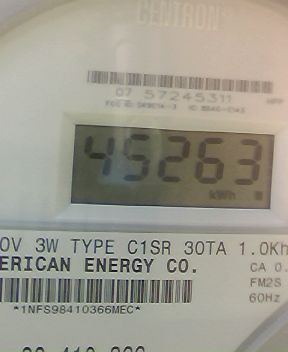 CENTRON
07 57245311
45263
kWh
0V 3W TYPE C1SR 30TA 1.0Kh
ERICAN ENERGY CO.
CA 0.
FM2S
60Hz
*1NFS98410366MEC*